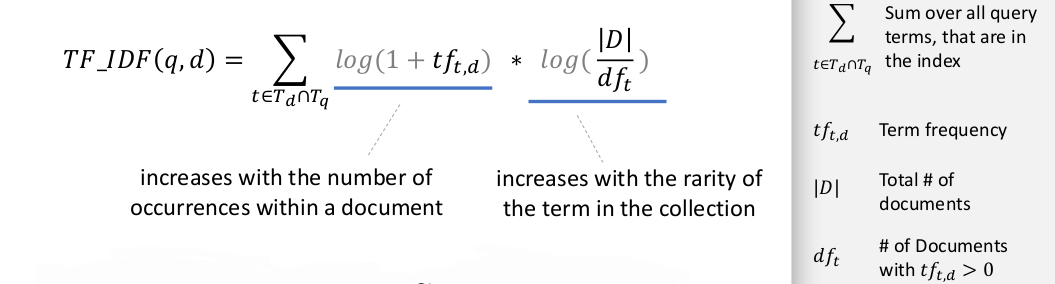 TF_IDF(q, d) = ∑ log(1 + tf_{t,d}) * log(|D| / df_t)
t∈T_d∩T_q
increases with the number of
occurrences within a document
increases with the rarity of
the term in the collection
∑ Sum over all query
terms, that are in
t∈T_d∩T_q the index
tf_{t,d} Term frequency
|D| Total # of
documents
df_t # of Documents
with tf_{t,d} > 0